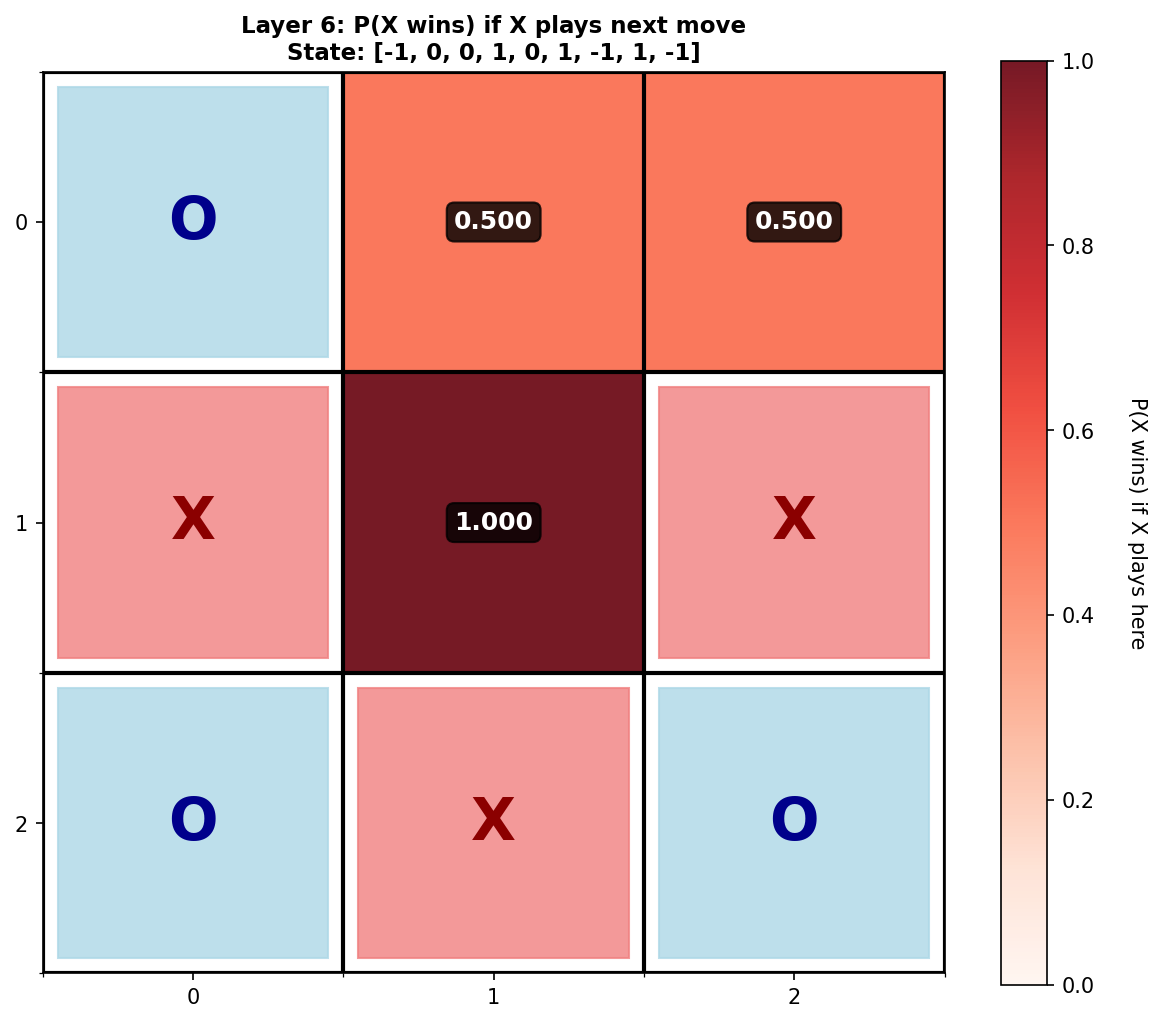 Layer 6: P(X wins) if X plays next move
State: [-1, 0, 0, 1, 0, 1, -1, 1, -1]
0
O
0.500
0.500
1
X
1.000
X
2
O
X
O
0
1
2
1.0
0.8
0.6
0.4
0.2
0.0
P(X wins) if X plays here